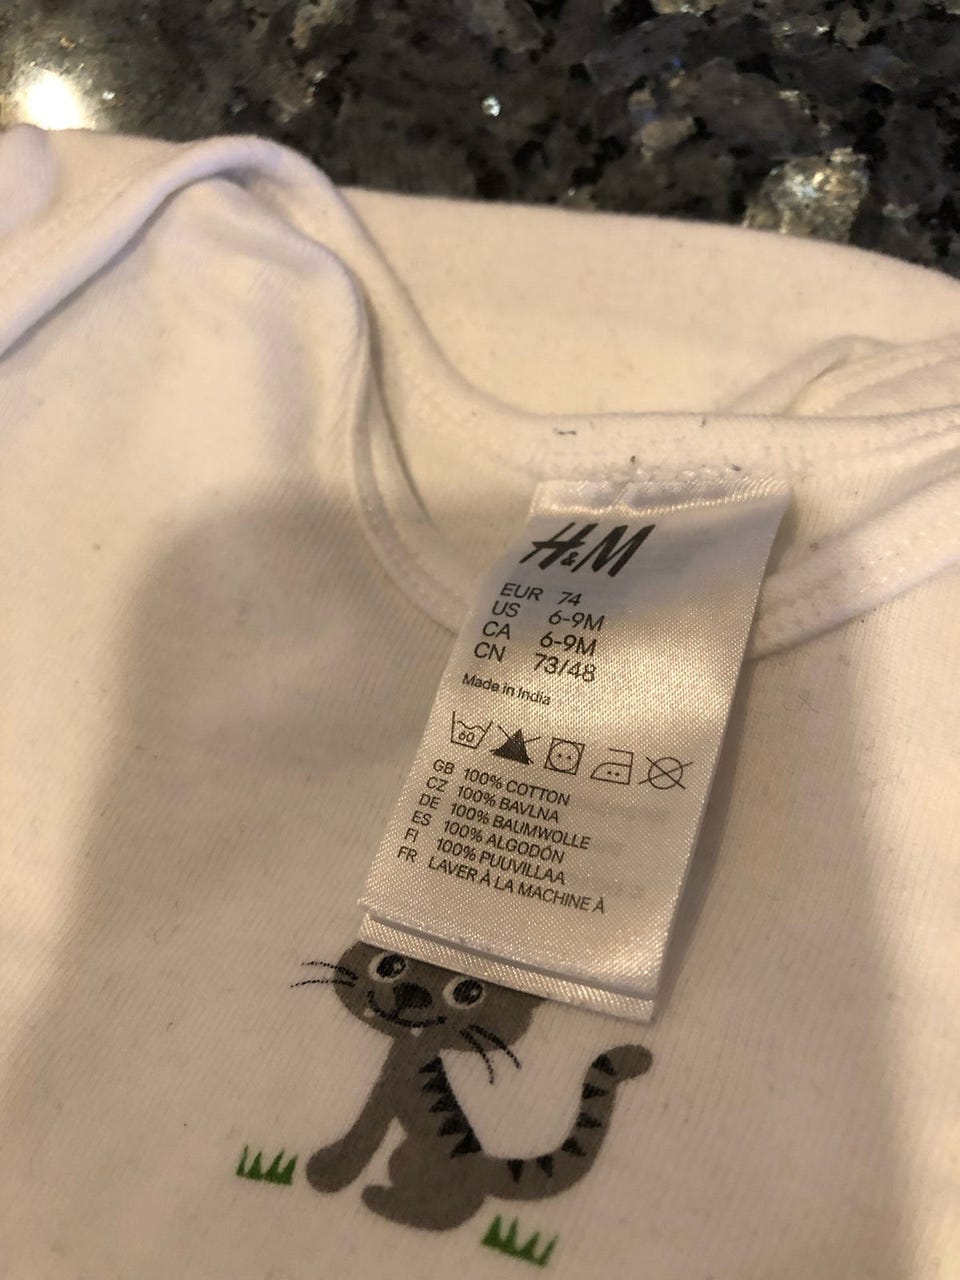 H&M
EUR 74
US 6-9M
CA 6-9M
CN 73/48
Made in India
60
GB 100% COTTON
CZ 100% BAVLNA
DE 100% BAUMWOLLE
ES 100% ALGODÓN
FI 100% PUUVILLAA
FR LAVER À LA MACHINE À